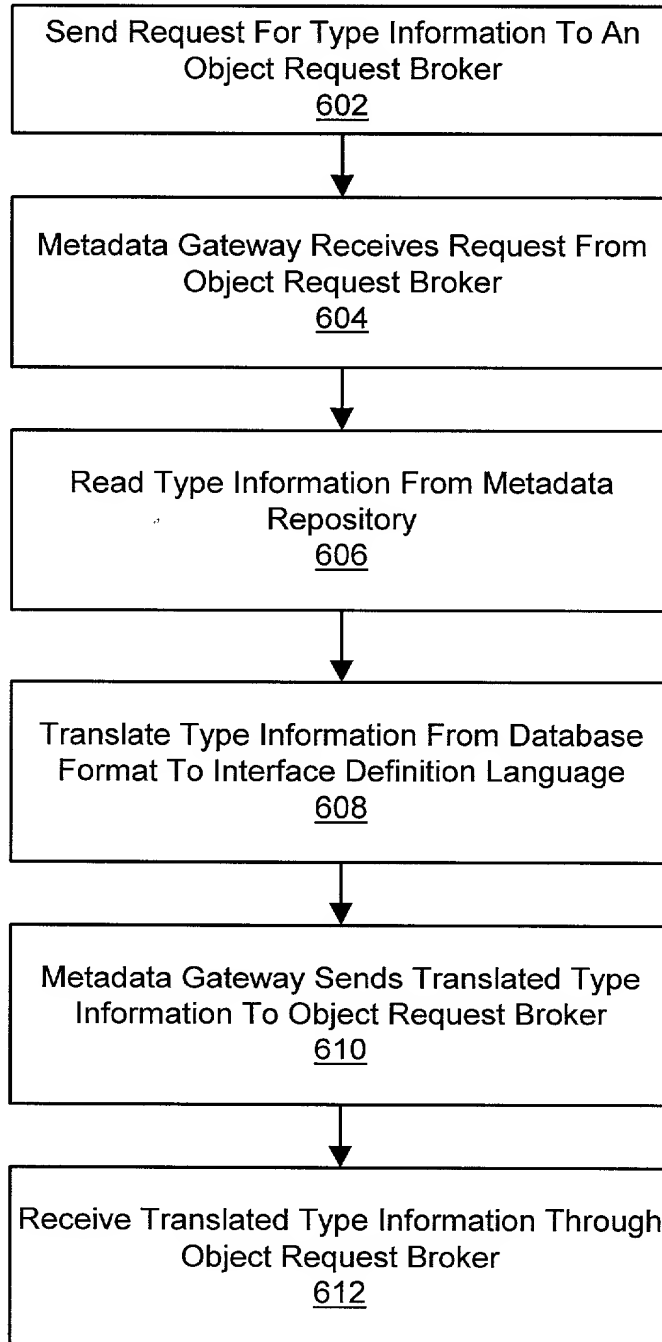 Send Request For Type Information To An
Object Request Broker
602
Metadata Gateway Receives Request From
Object Request Broker
604
Read Type Information From Metadata
Repository
606
Translate Type Information From Database
Format To Interface Definition Language
608
Metadata Gateway Sends Translated Type
Information To Object Request Broker
610
Receive Translated Type Information Through
Object Request Broker
612